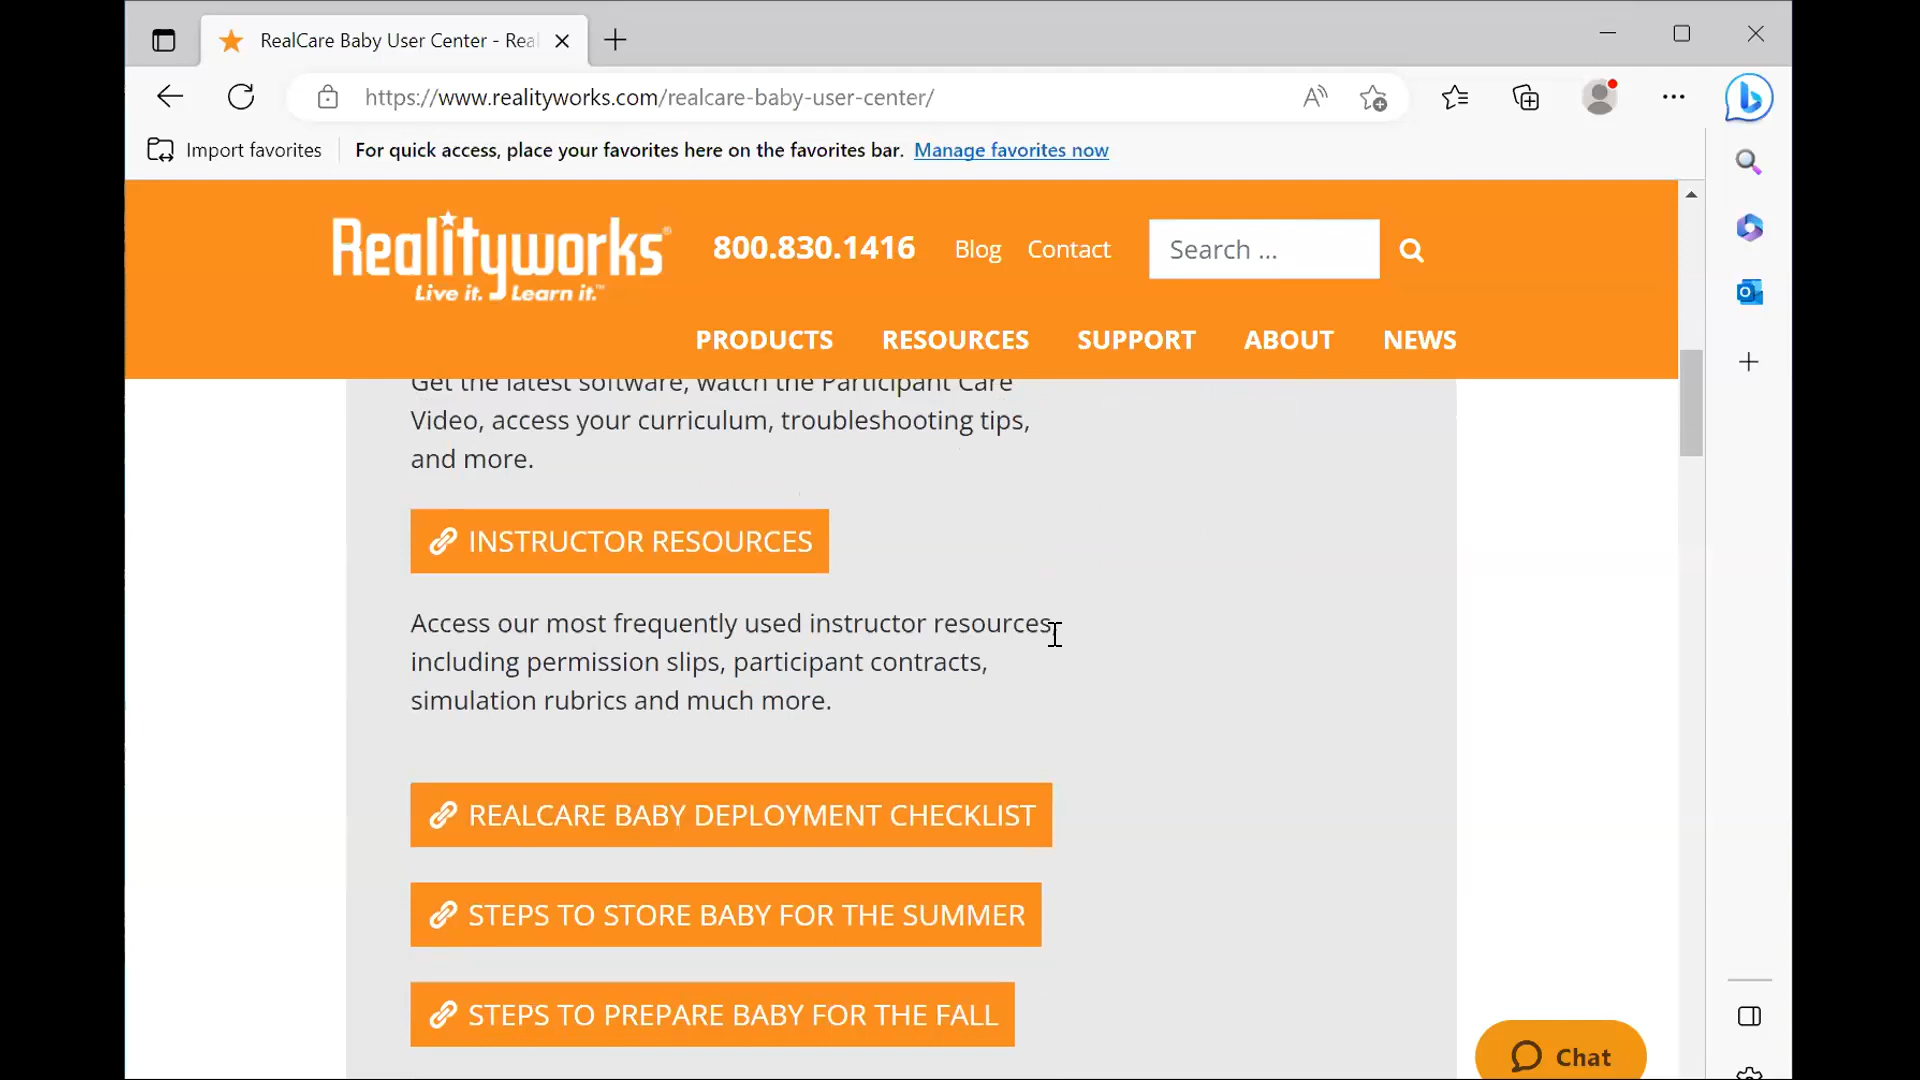 RealCare Baby User Center - Rea
https://www.realityworks.com/realcare-baby-user-center/
Import favorites
For quick access, place your favorites here on the favorites bar. Manage favorites now
Realityworks®
Live it. Learn it.™
800.830.1416
Blog
Contact
Search ...
PRODUCTS
RESOURCES
SUPPORT
ABOUT
NEWS
Get the latest software, watch the Participant Care
Video, access your curriculum, troubleshooting tips,
and more.
INSTRUCTOR RESOURCES
Access our most frequently used instructor resources,
including permission slips, participant contracts,
simulation rubrics and much more.
REALCARE BABY DEPLOYMENT CHECKLIST
STEPS TO STORE BABY FOR THE SUMMER
STEPS TO PREPARE BABY FOR THE FALL
Chat